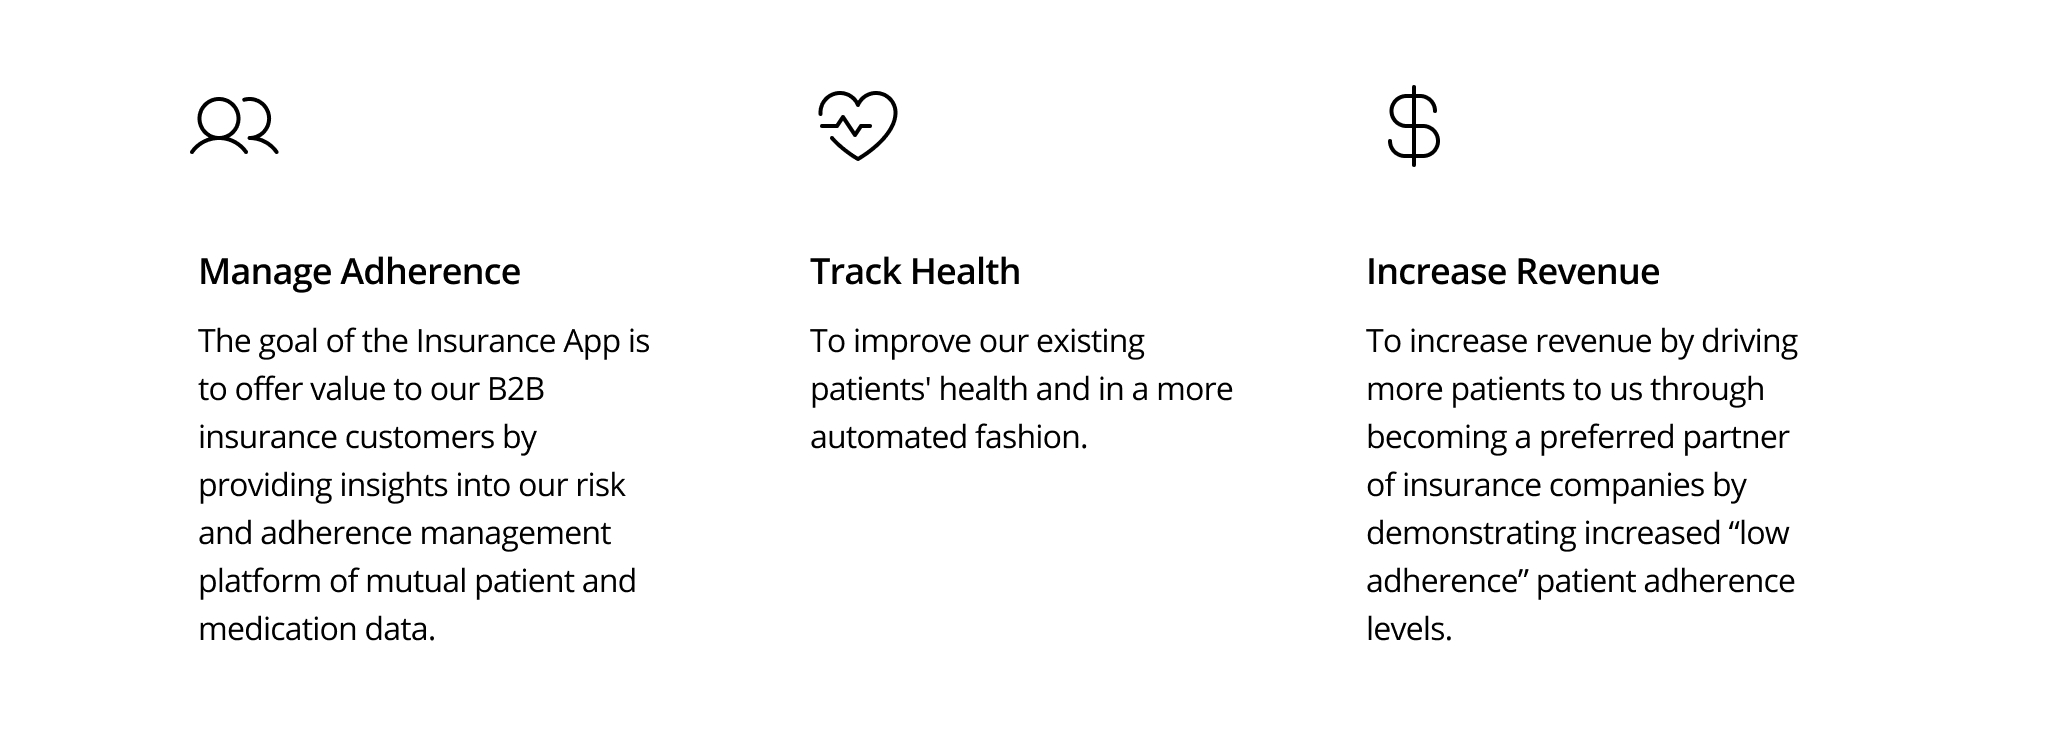 Manage Adherence
The goal of the Insurance App is
to offer value to our B2B
insurance customers by
providing insights into our risk
and adherence management
platform of mutual patient and
medication data.
Track Health
To improve our existing
patients' health and in a more
automated fashion.
Increase Revenue
To increase revenue by driving
more patients to us through
becoming a preferred partner
of insurance companies by
demonstrating increased “low
adherence” patient adherence
levels.